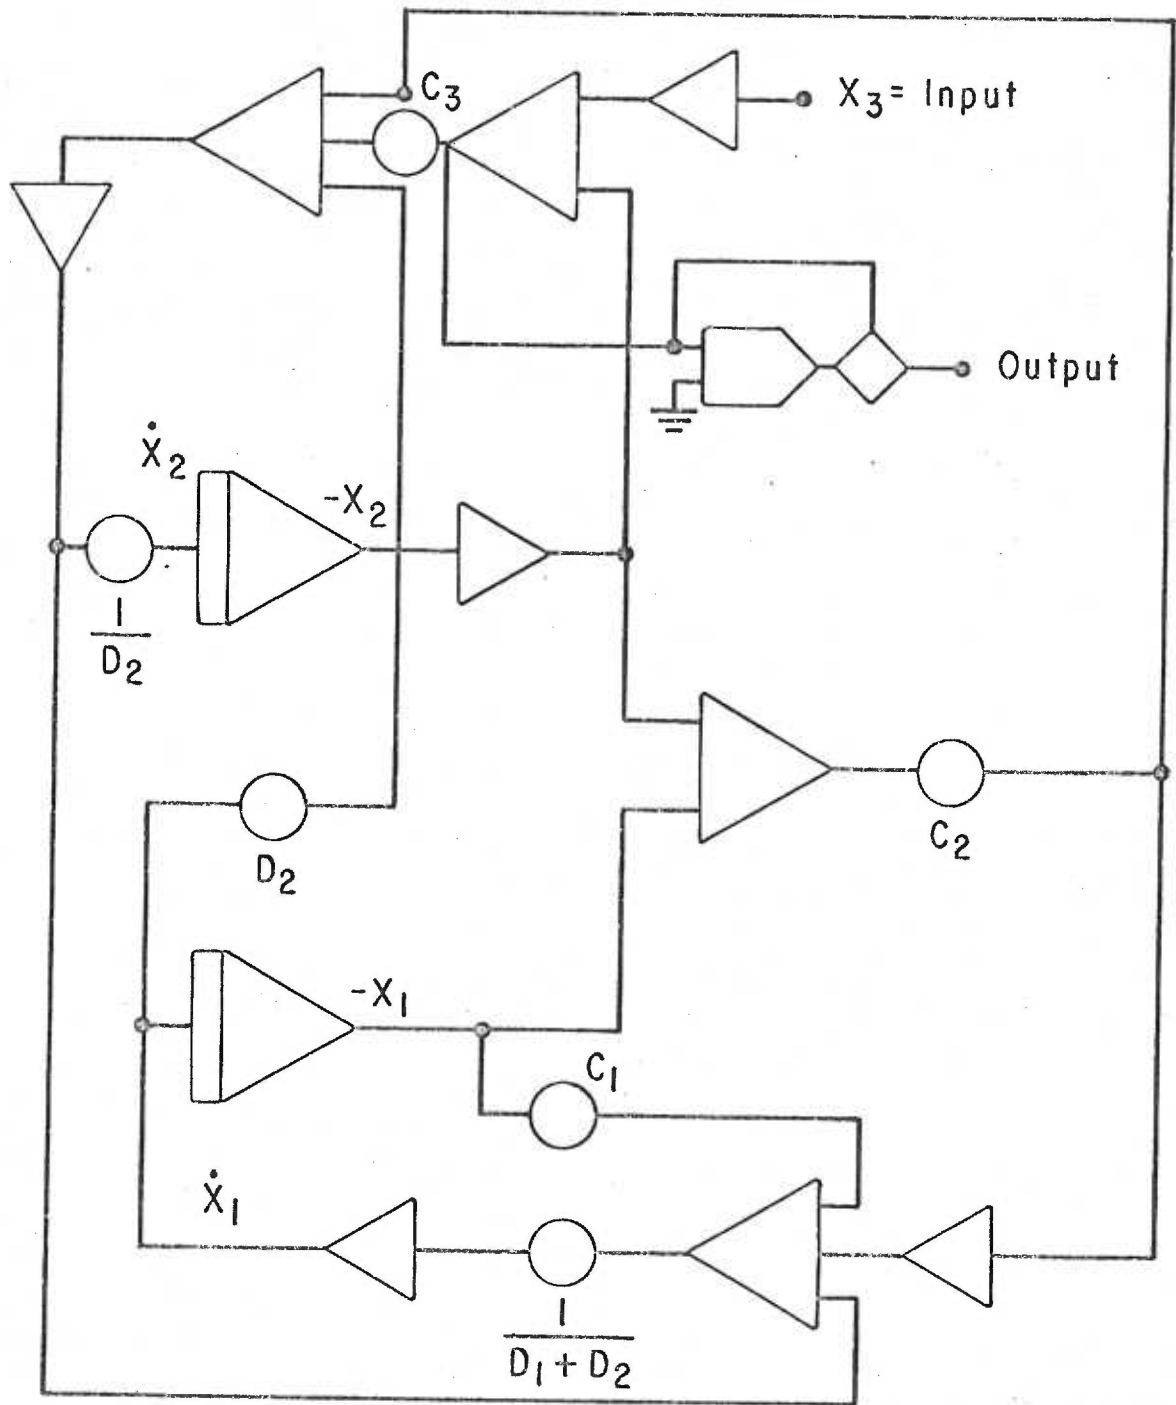 C3
X3 = Input
Output
Ẋ2
-X2
1
D2
C2
D2
-X1
C1
Ẋ1
1
D1 + D2